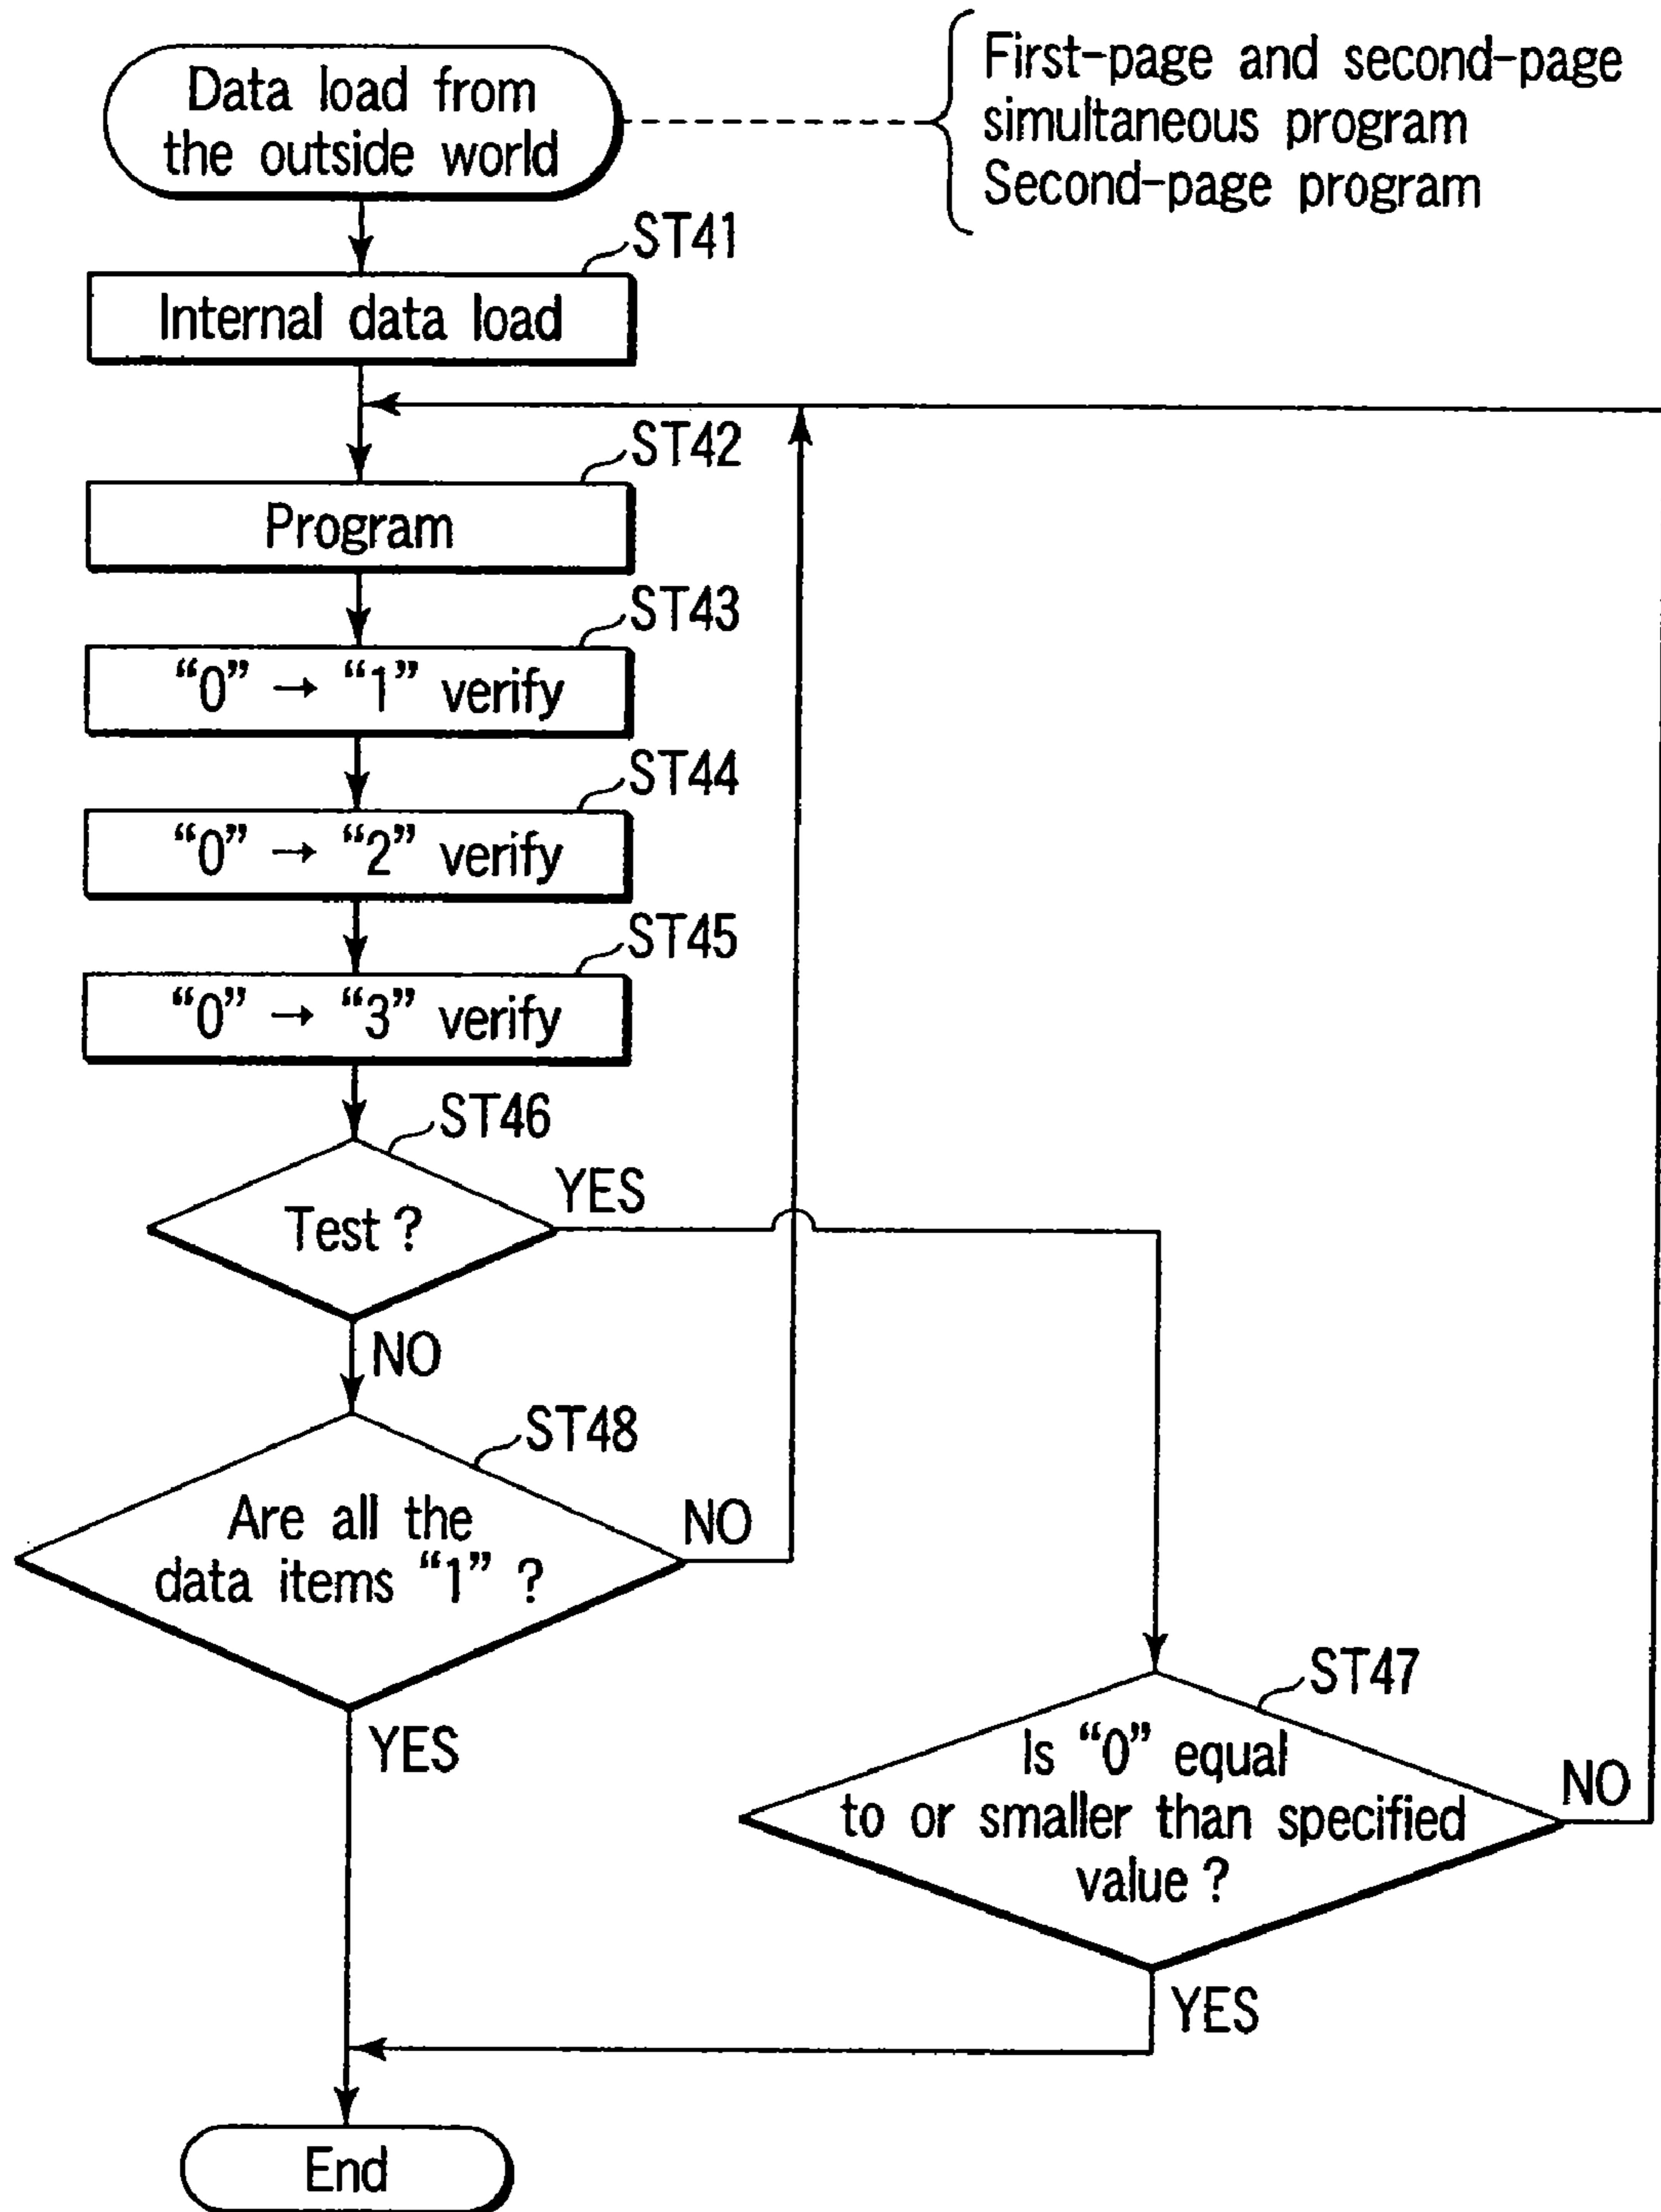 Data load from
the outside world
First-page and second-page
simultaneous program
Second-page program
ST41
Internal data load
ST42
Program
ST43
“0” → “1” verify
ST44
“0” → “2” verify
ST45
“0” → “3” verify
ST46
Test ?
YES
NO
ST48
Are all the
data items “1” ?
NO
YES
ST47
Is “0” equal
to or smaller than specified
value ?
NO
YES
End